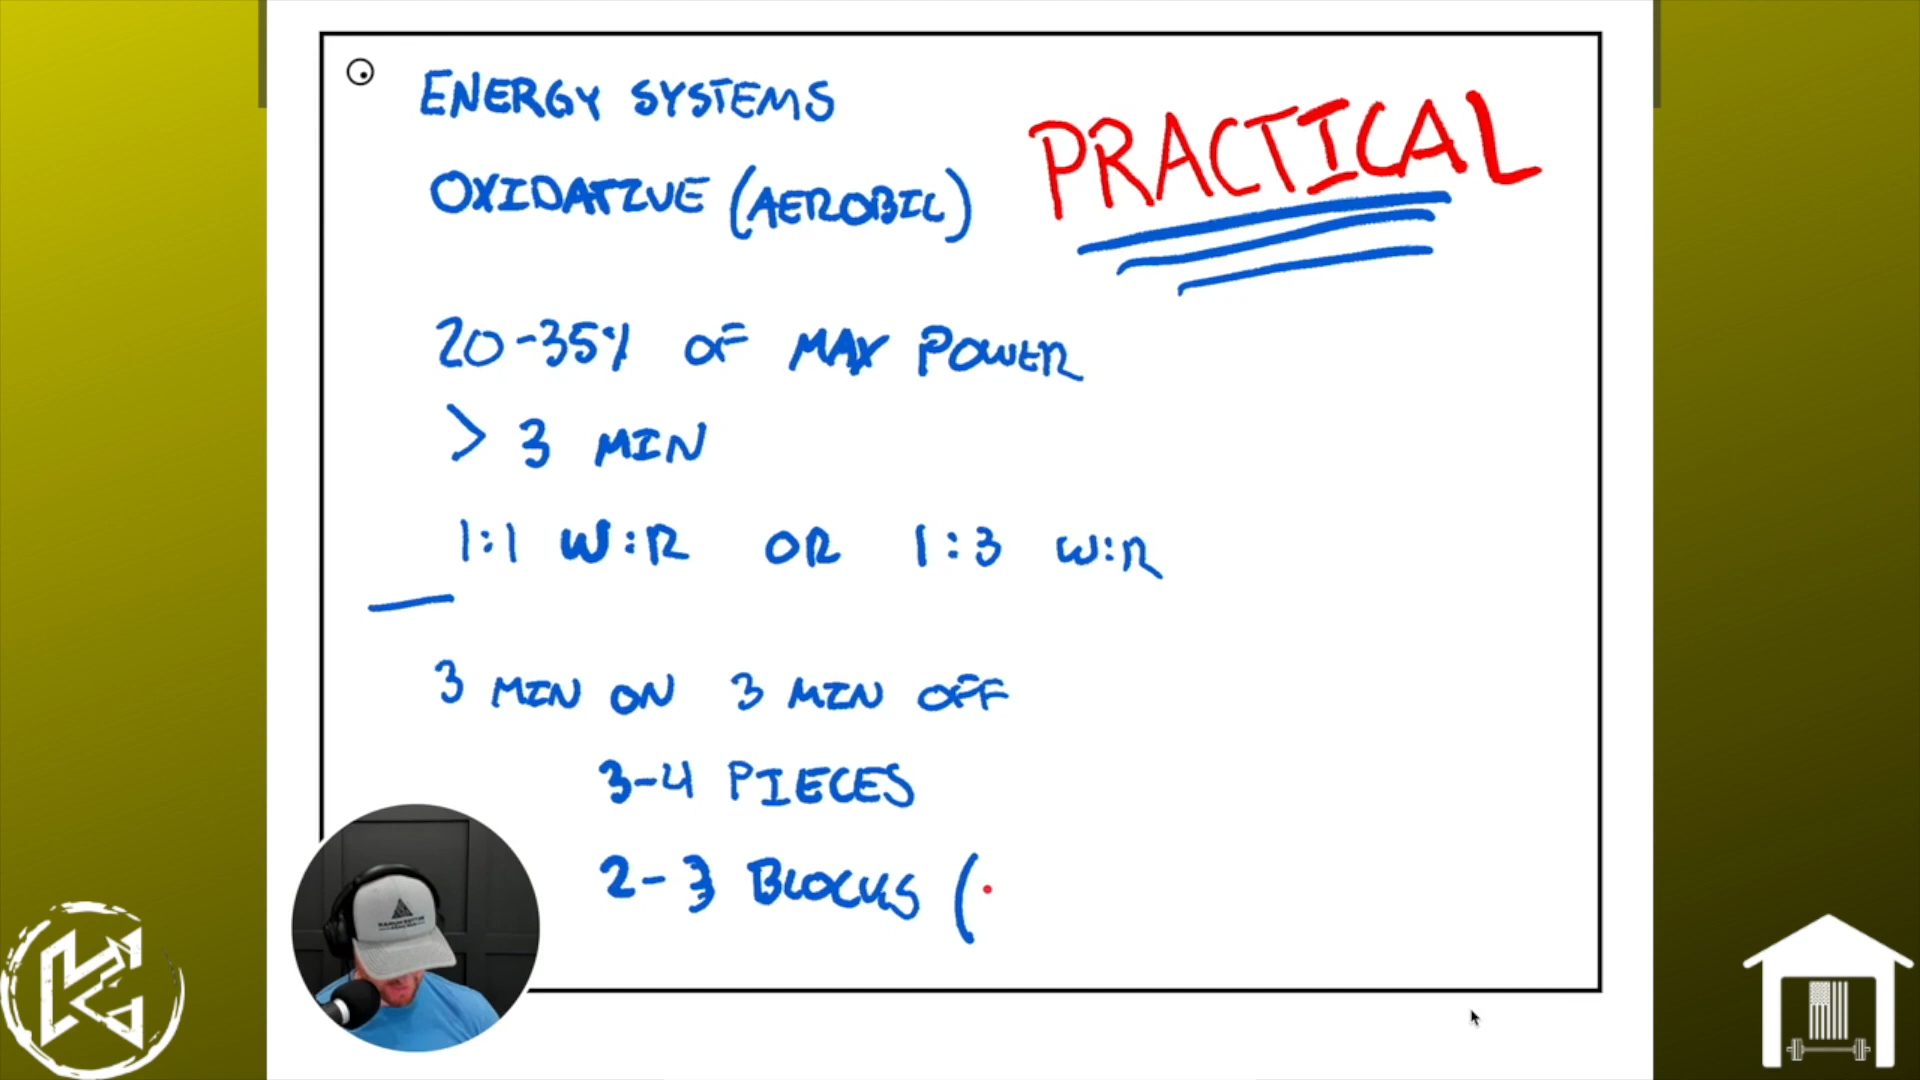 ENERGY SYSTEMS
PRACTICAL
OXIDATIVE (AEROBIC)
20-35% OF MAX POWER
> 3 MIN
1:1 W:R OR 1:3 W:R
3 MIN ON 3 MIN OFF
3-4 PIECES
2-3 BLOCKS (